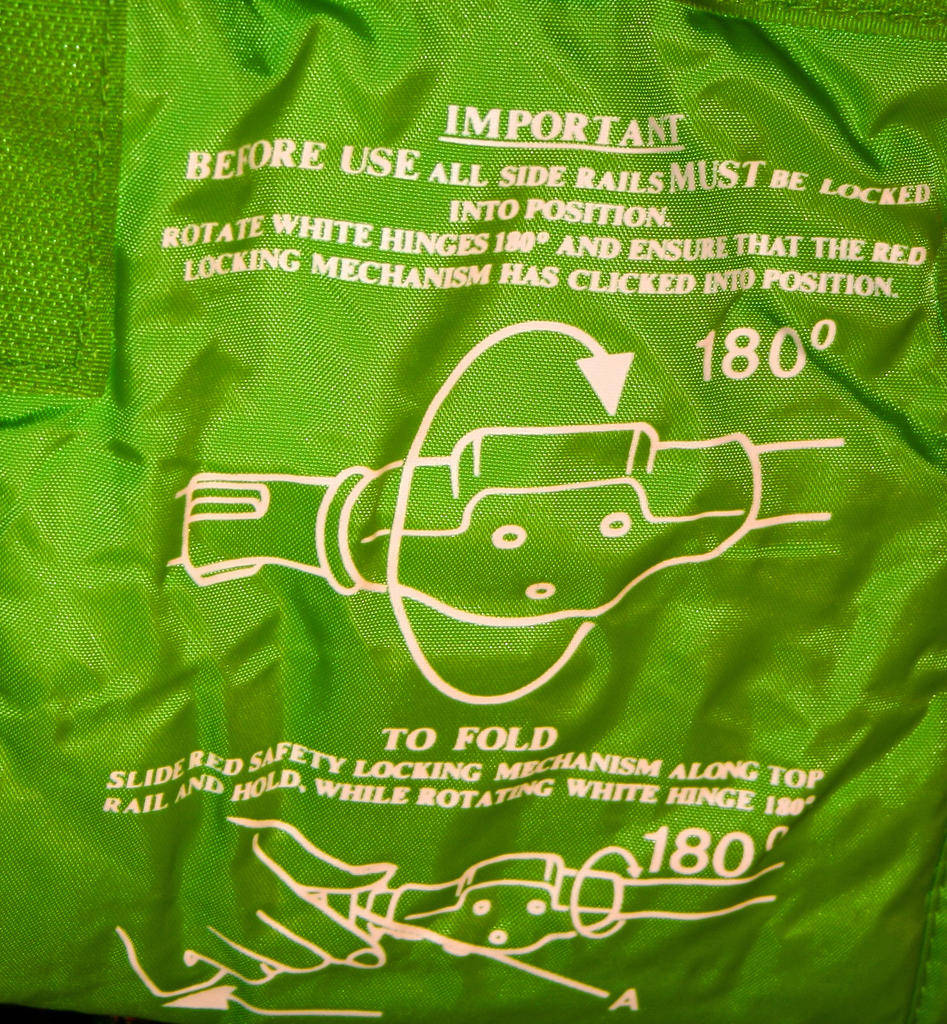 IMPORTANT
BEFORE USE ALL SIDE RAILS MUST BE LOCKED
INTO POSITION.
ROTATE WHITE HINGES 180° AND ENSURE THAT THE RED
LOCKING MECHANISM HAS CLICKED INTO POSITION.
180°
TO FOLD
SLIDE RED SAFETY LOCKING MECHANISM ALONG TOP
RAIL AND HOLD, WHILE ROTATING WHITE HINGE 180°
180°
A